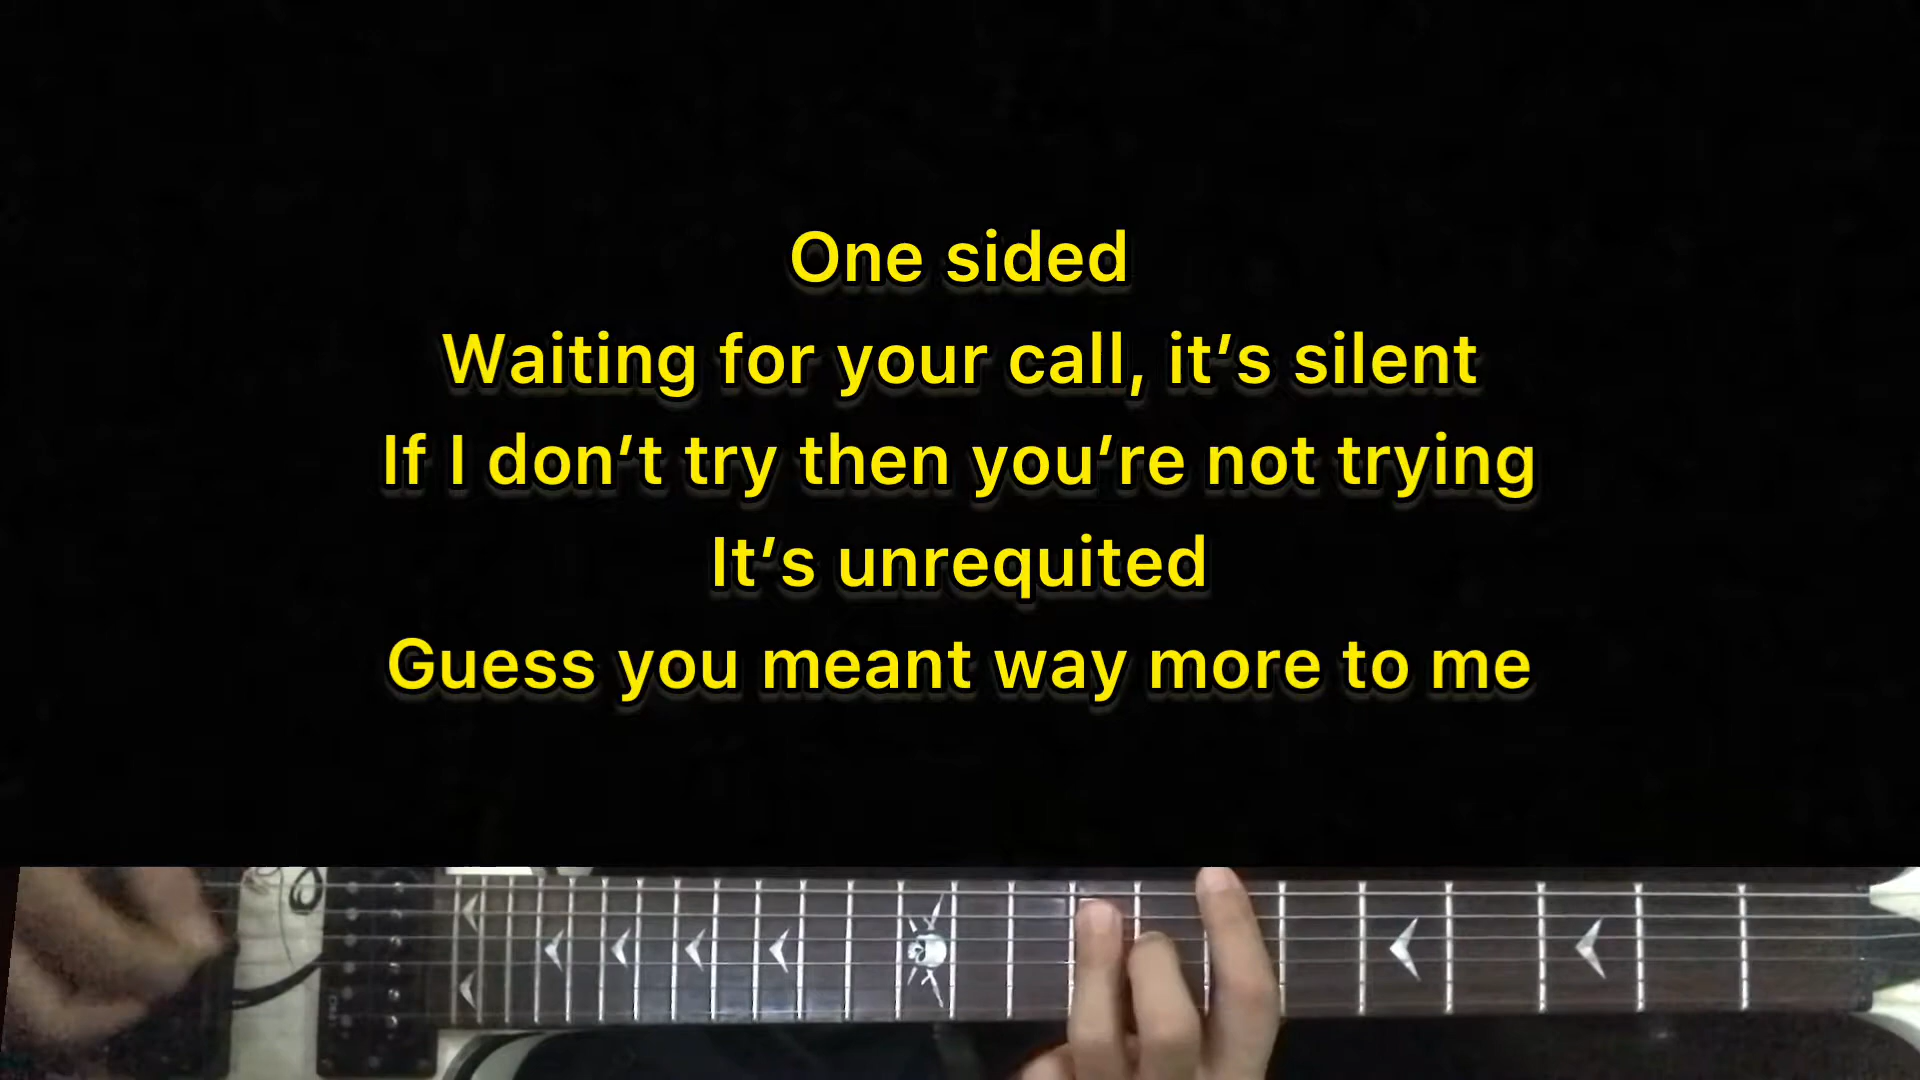 One sided
Waiting for your call, it’s silent
If I don’t try then you’re not trying
It’s unrequited
Guess you meant way more to me